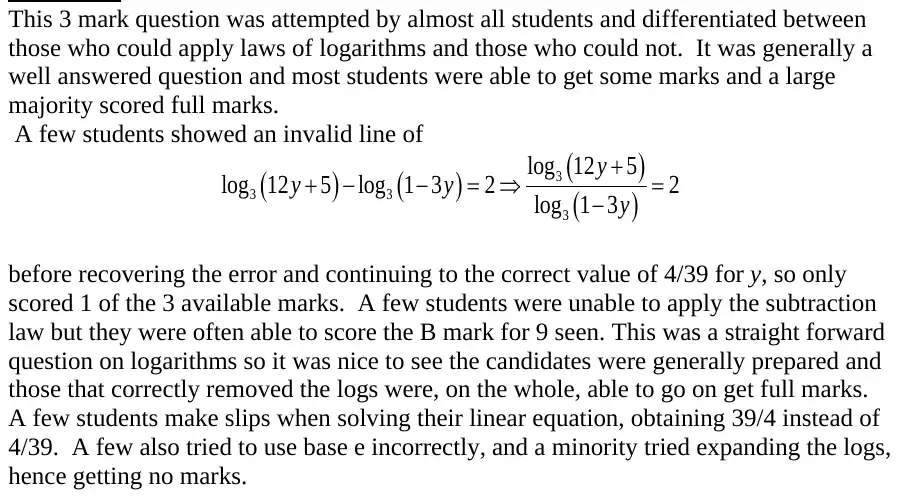 This 3 mark question was attempted by almost all students and differentiated between
those who could apply laws of logarithms and those who could not.  It was generally a
well answered question and most students were able to get some marks and a large
majority scored full marks.
A few students showed an invalid line of
log₃(12y+5)−log₃(1−3y)=2⇒ log₃(12y+5)/log₃(1−3y) =2
before recovering the error and continuing to the correct value of 4/39 for y, so only
scored 1 of the 3 available marks.  A few students were unable to apply the subtraction
law but they were often able to score the B mark for 9 seen. This was a straight forward
question on logarithms so it was nice to see the candidates were generally prepared and
those that correctly removed the logs were, on the whole, able to go on get full marks.
A few students make slips when solving their linear equation, obtaining 39/4 instead of
4/39.  A few also tried to use base e incorrectly, and a minority tried expanding the logs,
hence getting no marks.